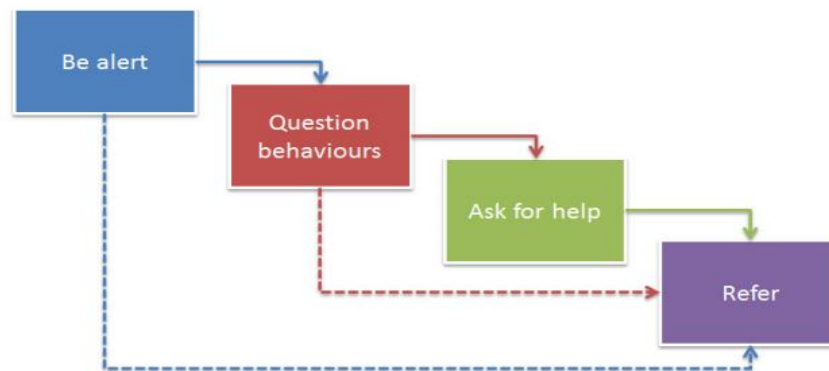 Be alert
Question
behaviours
Ask for help
Refer